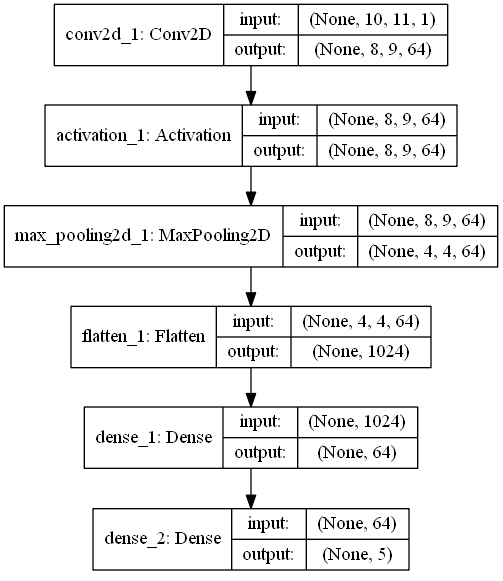 conv2d_1: Conv2D
input: (None, 10, 11, 1)
output: (None, 8, 9, 64)
activation_1: Activation
input: (None, 8, 9, 64)
output: (None, 8, 9, 64)
max_pooling2d_1: MaxPooling2D
input: (None, 8, 9, 64)
output: (None, 4, 4, 64)
flatten_1: Flatten
input: (None, 4, 4, 64)
output: (None, 1024)
dense_1: Dense
input: (None, 1024)
output: (None, 64)
dense_2: Dense
input: (None, 64)
output: (None, 5)